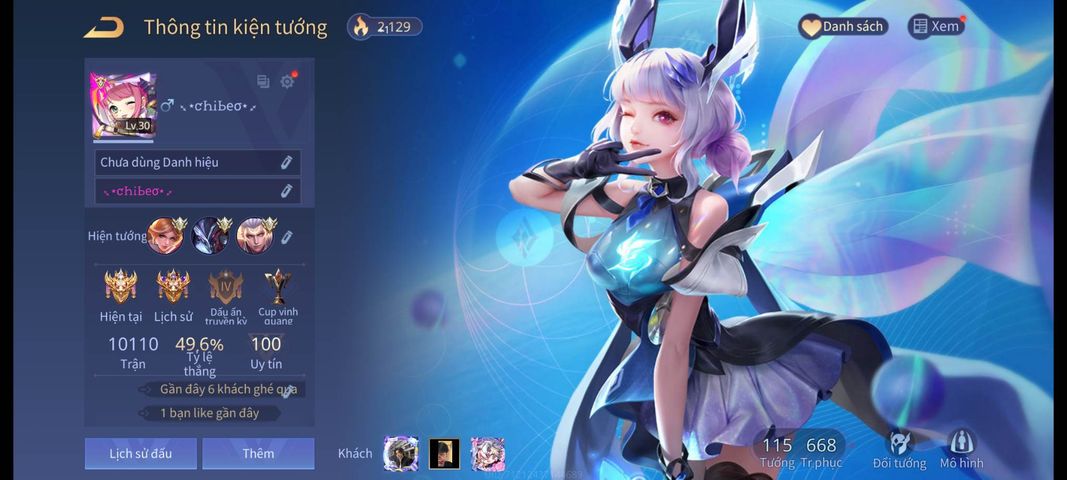 Thông tin kiện tướng
2,129
Danh sách
Xem
Lv.30
⋆chibeo⋆
Chưa dùng Danh hiệu
⋆chibeo⋆
Hiện tướng
IV
Hiện tại
Lịch sử
Dấu ấn truyền kỳ
Cup vinh quang
10110
49,6%
100
Trận
Tỷ lệ thắng
Uy tín
Gần đây 6 khách ghé qua
1 bạn like gần đây
Lịch sử đấu
Thêm
Khách
115
668
Tướng
Tr.phục
Đổi tướng
Mô hình